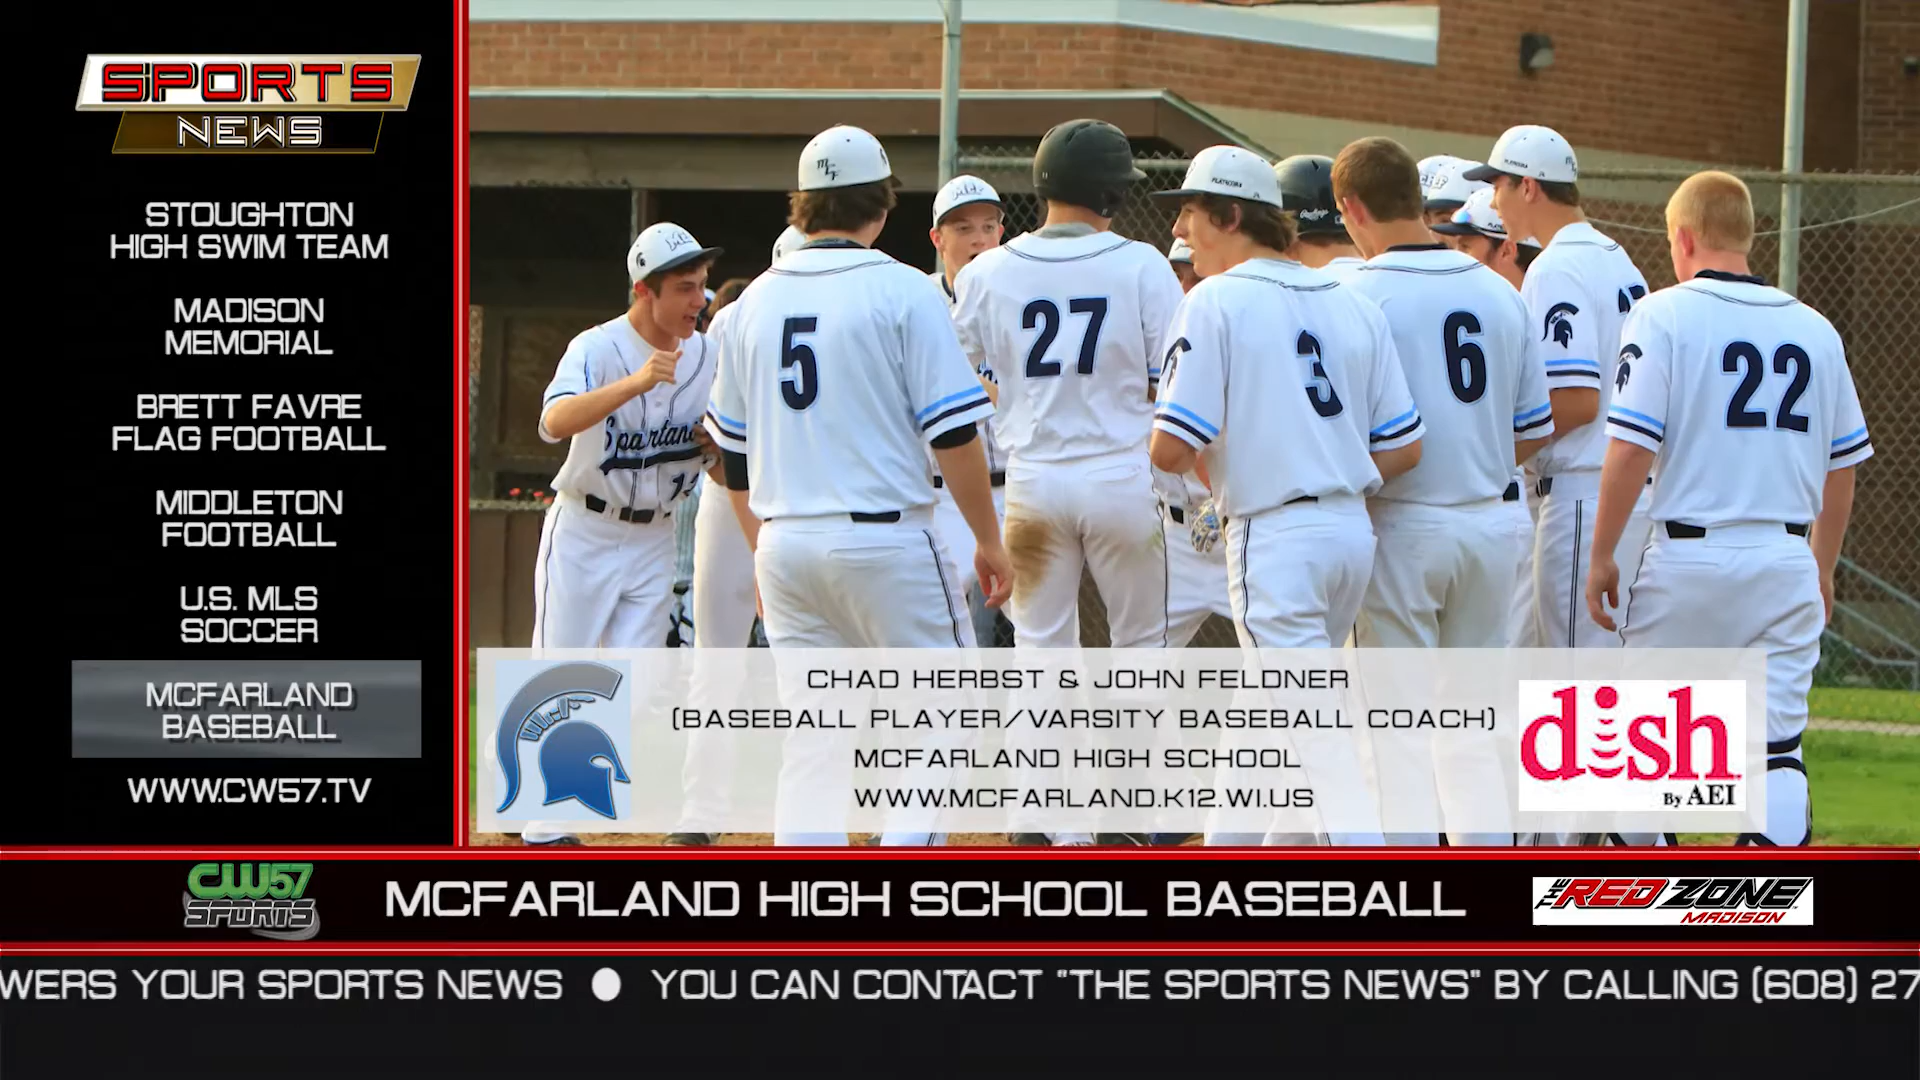 SPORTS
NEWS
STOUGHTON
HIGH SWIM TEAM
MADISON
MEMORIAL
BRETT FAVRE
FLAG FOOTBALL
MIDDLETON
FOOTBALL
U.S. MLS
SOCCER
MCFARLAND
BASEBALL
WWW.CW57.TV
5
27
3
6
22
Spartans
CHAD HERBST & JOHN FELDNER
(BASEBALL PLAYER/VARSITY BASEBALL COACH)
MCFARLAND HIGH SCHOOL
WWW.MCFARLAND.K12.WI.US
dish
By AEI
CW57
SPORTS
MCFARLAND HIGH SCHOOL BASEBALL
THE RED ZONE
MADISON
WERS YOUR SPORTS NEWS ● YOU CAN CONTACT "THE SPORTS NEWS" BY CALLING (608) 27